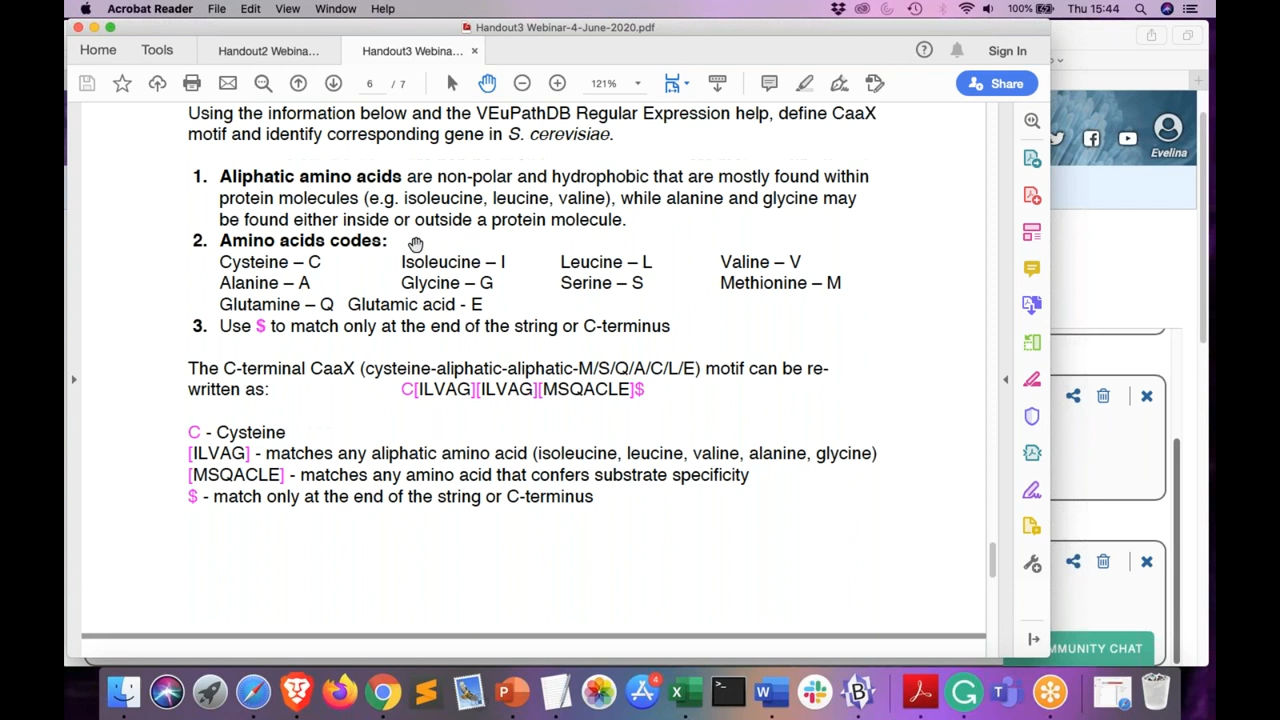 Acrobat Reader File Edit View Window Help 100% Thu 15:44
Handout3 Webinar-4-June-2020.pdf
Home Tools Handout2 Webina... Handout3 Webina... × Sign In
6 / 7 121% Share
Using the information below and the VEuPathDB Regular Expression help, define CaaX
motif and identify corresponding gene in S. cerevisiae.
1. Aliphatic amino acids are non-polar and hydrophobic that are mostly found within
protein molecules (e.g. isoleucine, leucine, valine), while alanine and glycine may
be found either inside or outside a protein molecule.
2. Amino acids codes:
Cysteine – C Isoleucine – I Leucine – L Valine – V
Alanine – A Glycine – G Serine – S Methionine – M
Glutamine – Q Glutamic acid - E
3. Use $ to match only at the end of the string or C-terminus
The C-terminal CaaX (cysteine-aliphatic-aliphatic-M/S/Q/A/C/L/E) motif can be re-
written as: C[ILVAG][ILVAG][MSQACLE]$
C - Cysteine
[ILVAG] - matches any aliphatic amino acid (isoleucine, leucine, valine, alanine, glycine)
[MSQACLE] - matches any amino acid that confers substrate specificity
$ - match only at the end of the string or C-terminus
Evelina
MMUNITY CHAT
4